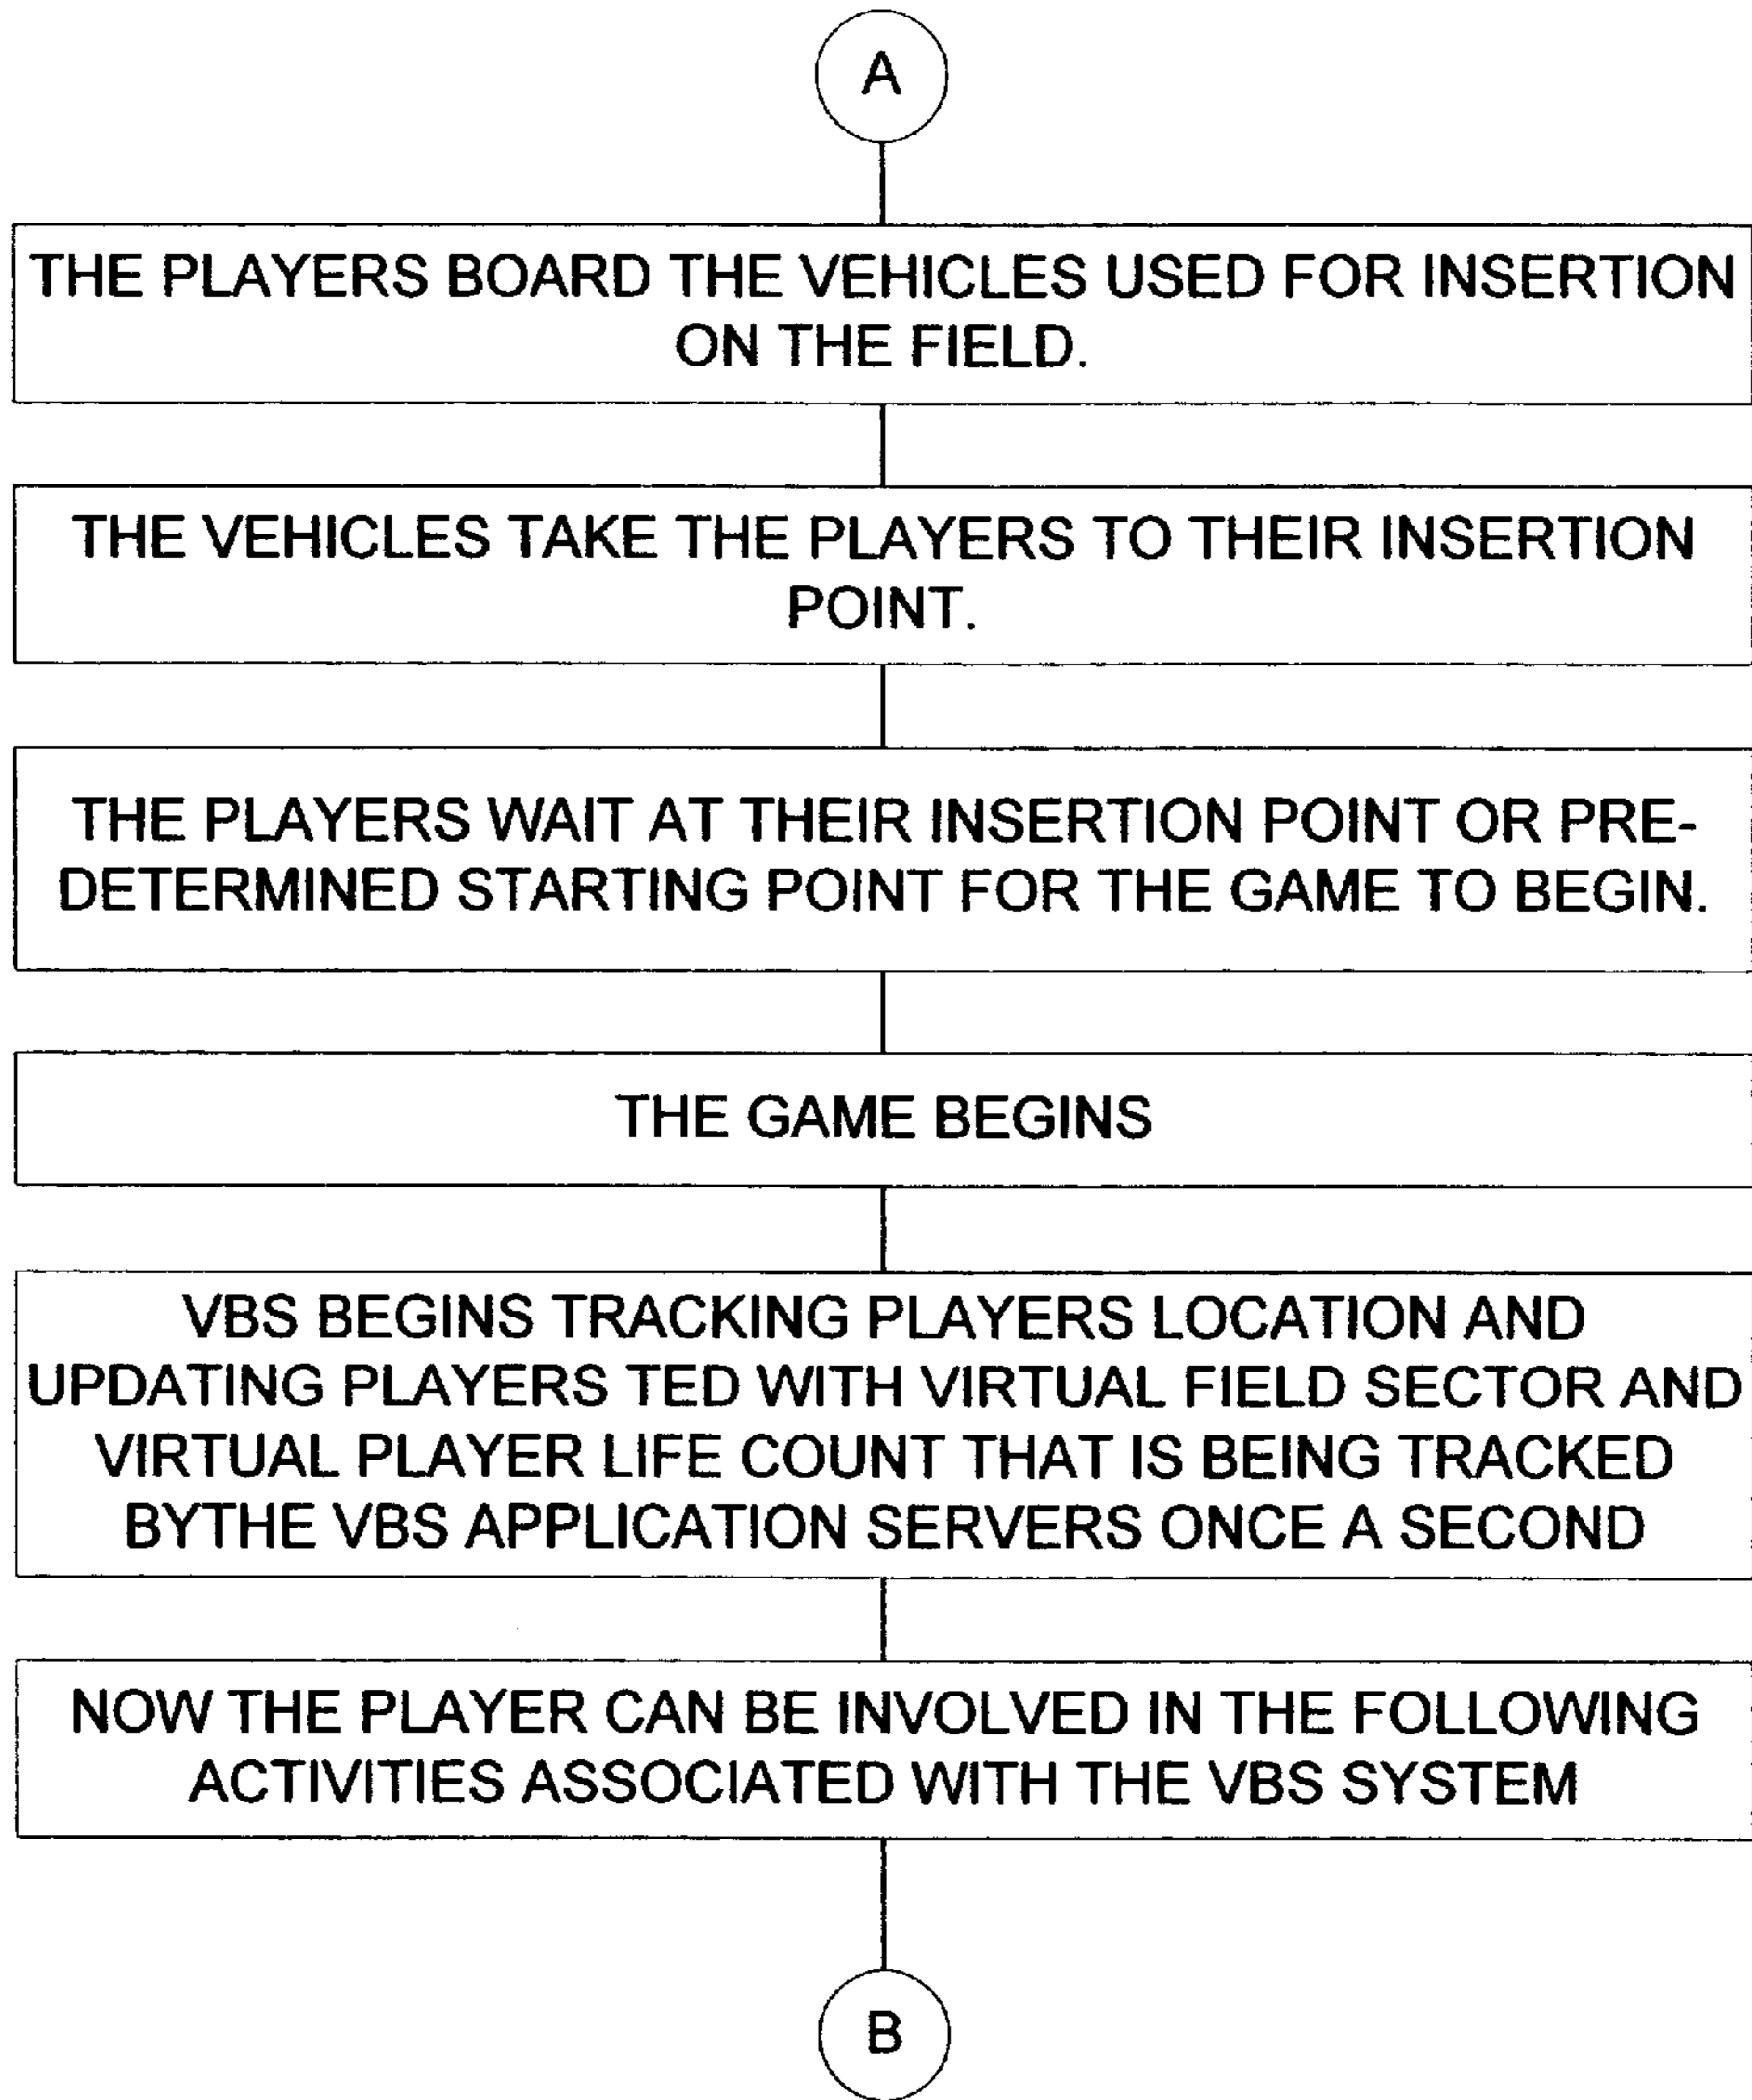 A
THE PLAYERS BOARD THE VEHICLES USED FOR INSERTION
ON THE FIELD.
THE VEHICLES TAKE THE PLAYERS TO THEIR INSERTION
POINT.
THE PLAYERS WAIT AT THEIR INSERTION POINT OR PRE-
DETERMINED STARTING POINT FOR THE GAME TO BEGIN.
THE GAME BEGINS
VBS BEGINS TRACKING PLAYERS LOCATION AND
UPDATING PLAYERS TED WITH VIRTUAL FIELD SECTOR AND
VIRTUAL PLAYER LIFE COUNT THAT IS BEING TRACKED
BYTHE VBS APPLICATION SERVERS ONCE A SECOND
NOW THE PLAYER CAN BE INVOLVED IN THE FOLLOWING
ACTIVITIES ASSOCIATED WITH THE VBS SYSTEM
B